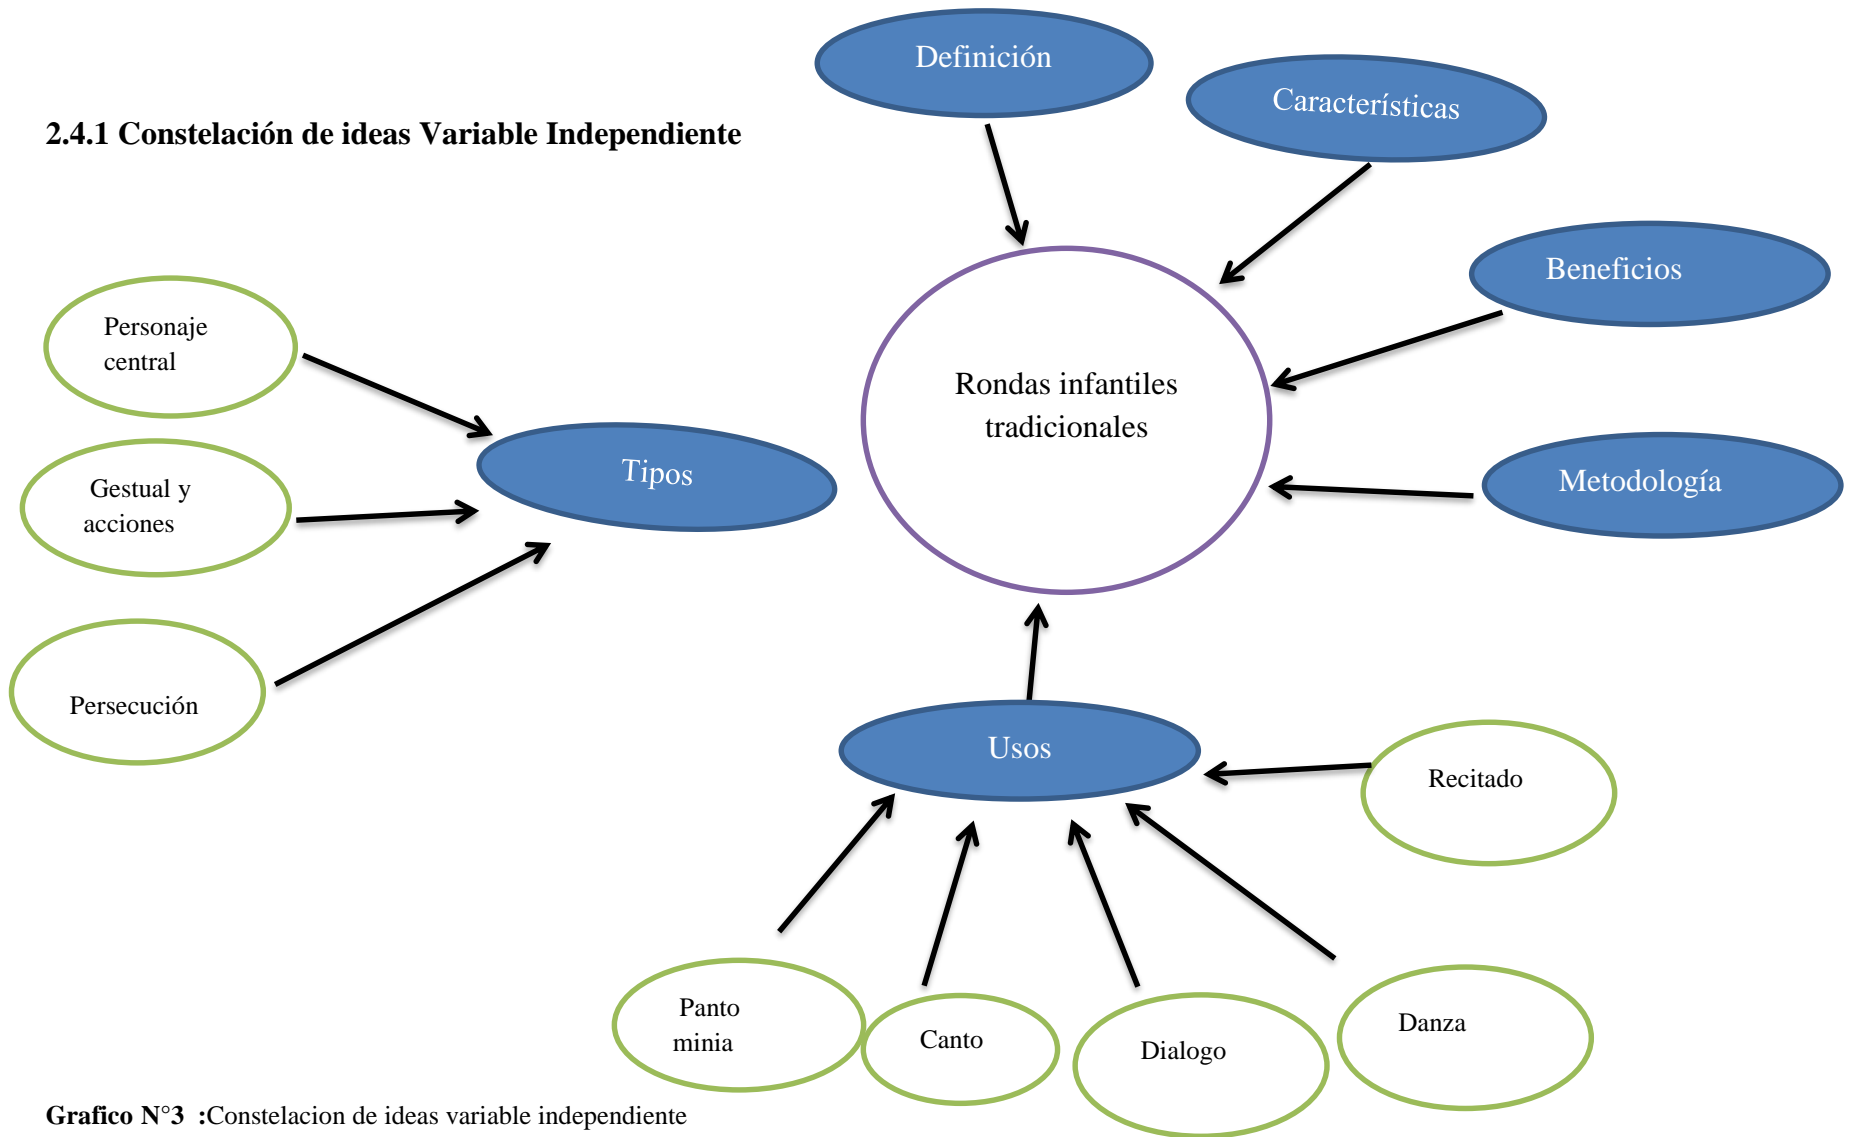 Definición
Características
2.4.1 Constelación de ideas Variable Independiente
Beneficios
Personaje
central
Rondas infantiles
tradicionales
Tipos
Metodología
Gestual y
acciones
Persecución
Usos
Recitado
Panto
minia
Canto
Dialogo
Danza
Grafico N°3 :Constelacion de ideas variable independiente